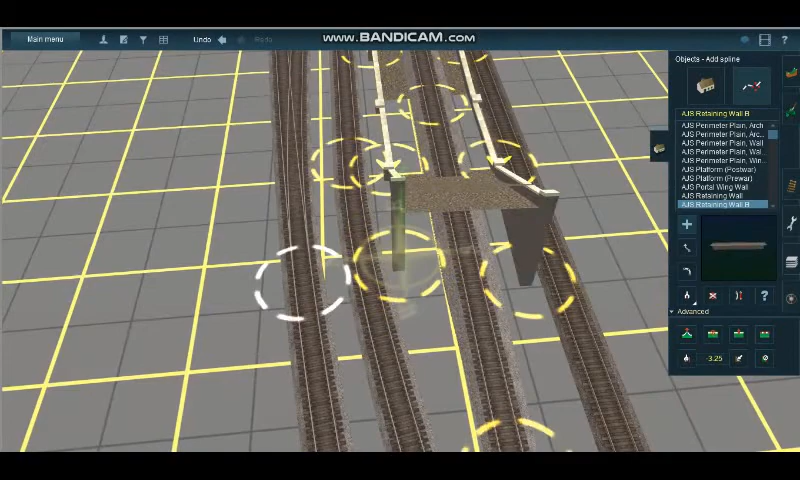 Main menu
Undo
Redo
WWW.BANDICAM.COM
?
Objects - Add spline
AJS Retaining Wall B
AJS Perimeter Plain, Arch
AJS Perimeter Plain, Arc...
AJS Perimeter Plain, Wall
AJS Perimeter Plain, Wal...
AJS Perimeter Plain, Win...
AJS Platform (Postwar)
AJS Platform (Prewar)
AJS Portal Wing Wall
AJS Retaining Wall
AJS Retaining Wall B
?
Advanced
-3.25